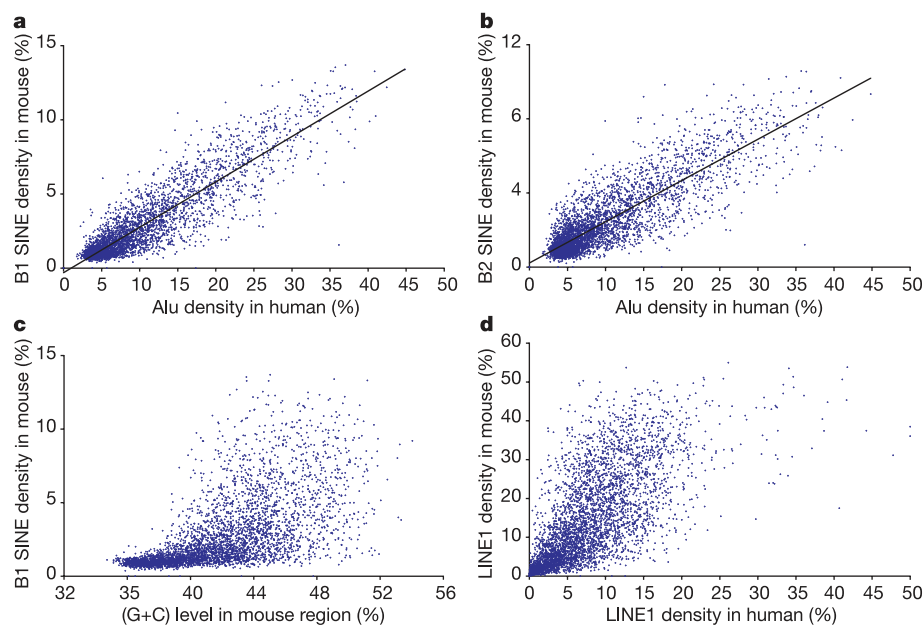 a
B1 SINE density in mouse (%)
15
10
5
0
0 5 10 15 20 25 30 35 40 45 50
Alu density in human (%)
b
B2 SINE density in mouse (%)
12
6
4
0
0 5 10 15 20 25 30 35 40 45 50
Alu density in human (%)
c
B1 SINE density in mouse (%)
15
10
5
0
32 36 40 44 48 52 56
(G+C) level in mouse region (%)
d
LINE1 density in mouse (%)
60
50
40
30
20
10
0
0 5 10 15 20 25 30 35 40 45 50
LINE1 density in human (%)